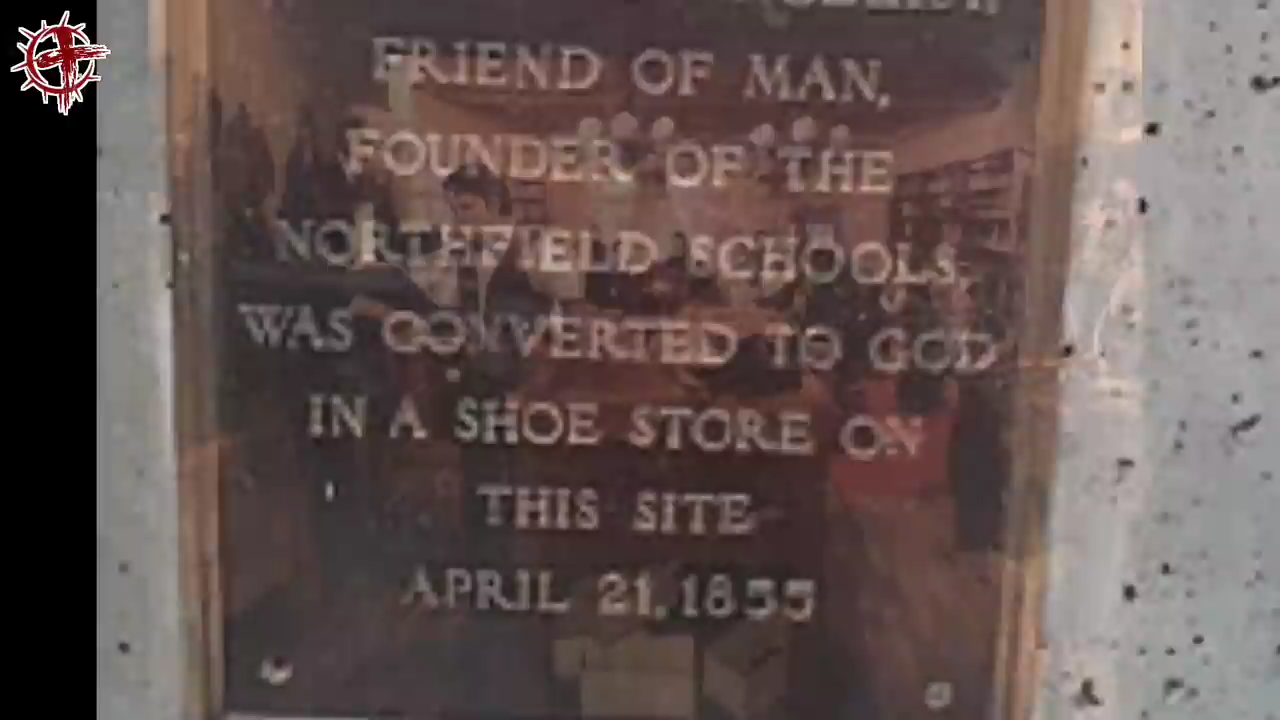 FRIEND OF MAN,
FOUNDER OF THE
NORTHFIELD SCHOOLS,
WAS CONVERTED TO GOD
IN A SHOE STORE ON
THIS SITE
APRIL 21, 1855